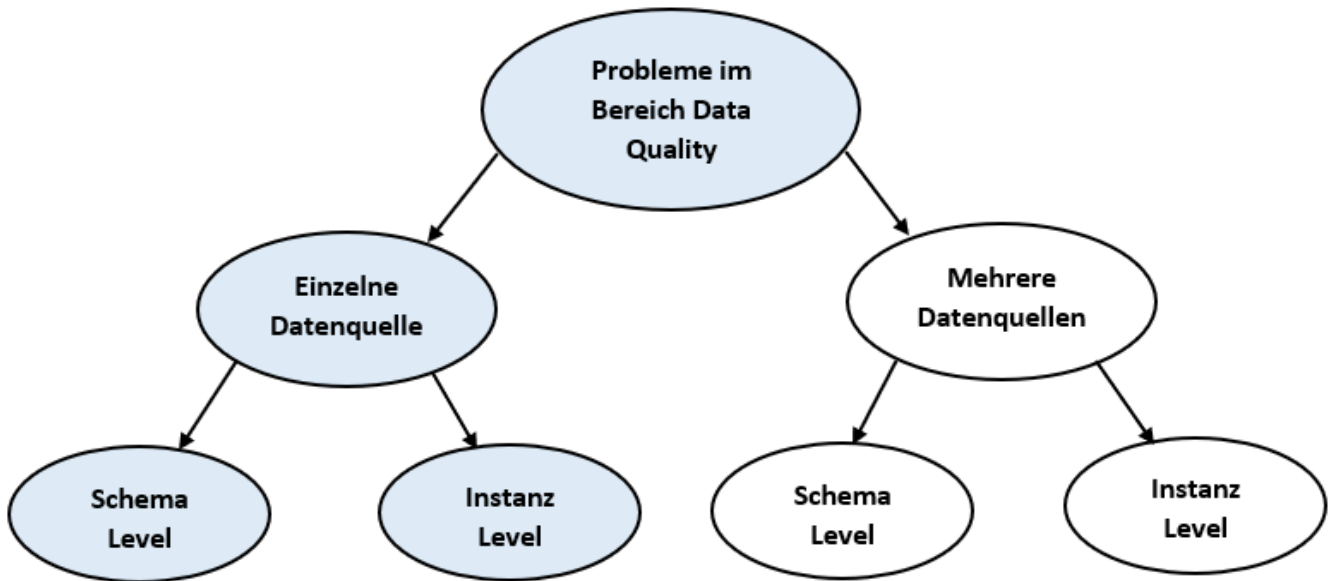 Probleme im
Bereich Data
Quality
Einzelne
Datenquelle
Mehrere
Datenquellen
Schema
Level
Instanz
Level
Schema
Level
Instanz
Level